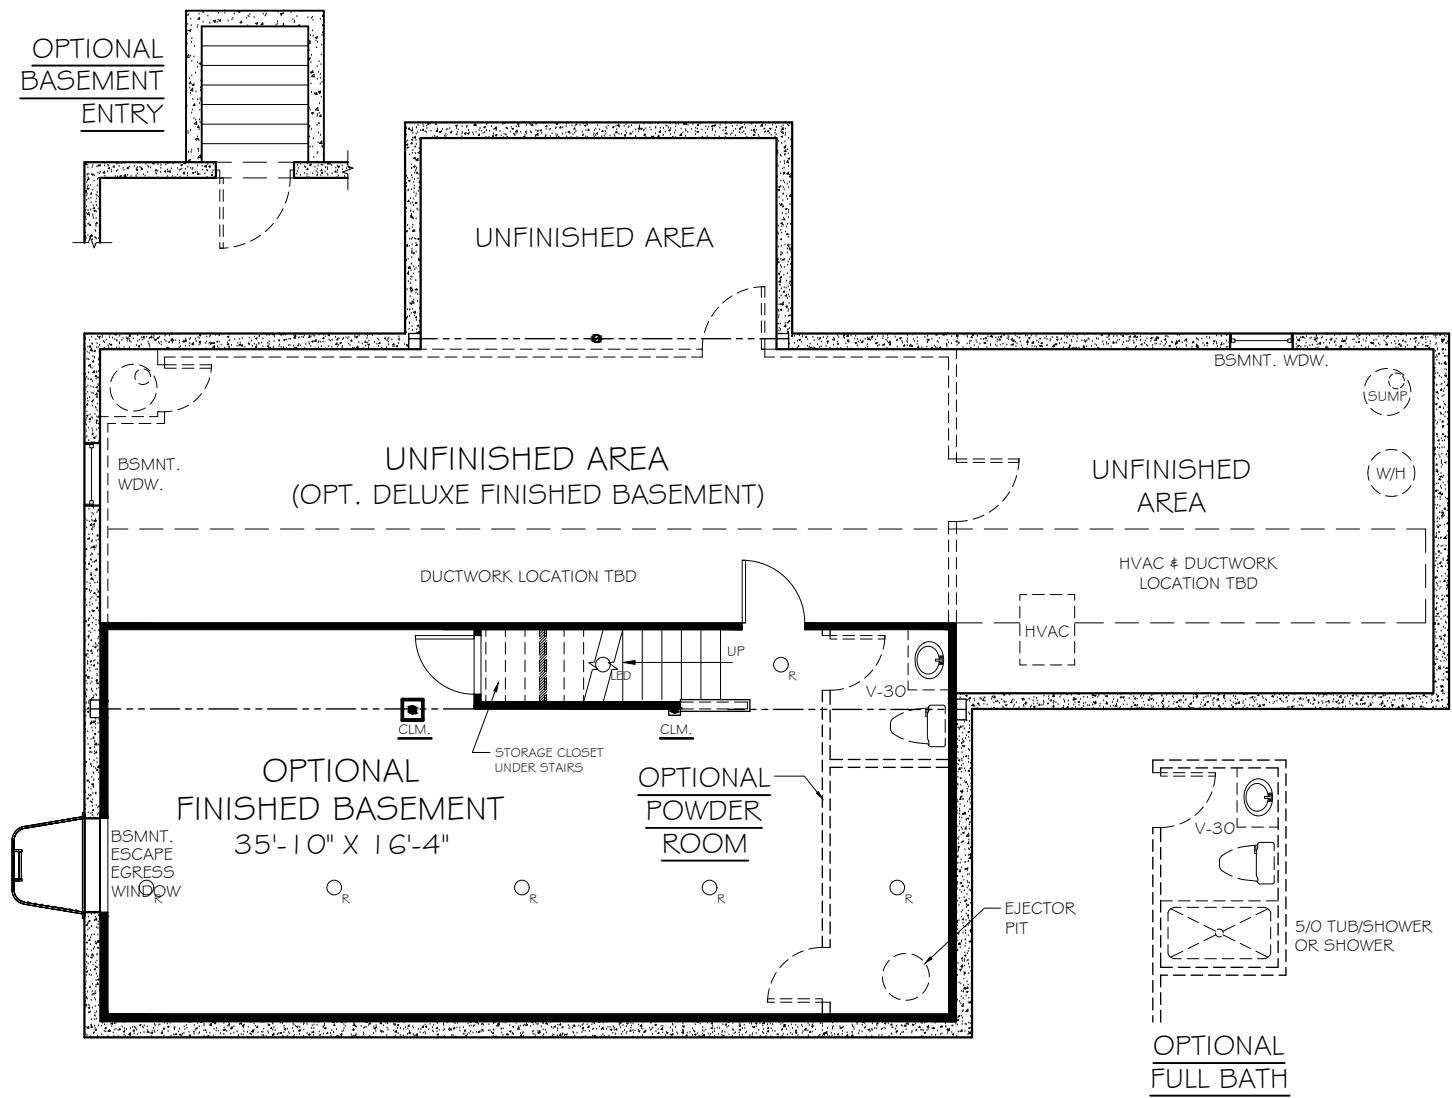 OPTIONAL
BASEMENT
ENTRY
UNFINISHED AREA
BSMNT. WDW.
SUMP
W/H
BSMNT.
WDW.
UNFINISHED AREA
(OPT. DELUXE FINISHED BASEMENT)
UNFINISHED
AREA
DUCTWORK LOCATION TBD
HVAC & DUCTWORK
LOCATION TBD
HVAC
UP
LED
R
V-30
CLM.
CLM.
STORAGE CLOSET
UNDER STAIRS
OPTIONAL
FINISHED BASEMENT
35'-10" X 16'-4"
OPTIONAL
POWDER
ROOM
BSMNT.
ESCAPE
EGRESS
WINDOW
R
R
R
R
R
EJECTOR
PIT
V-30
5/0 TUB/SHOWER
OR SHOWER
OPTIONAL
FULL BATH